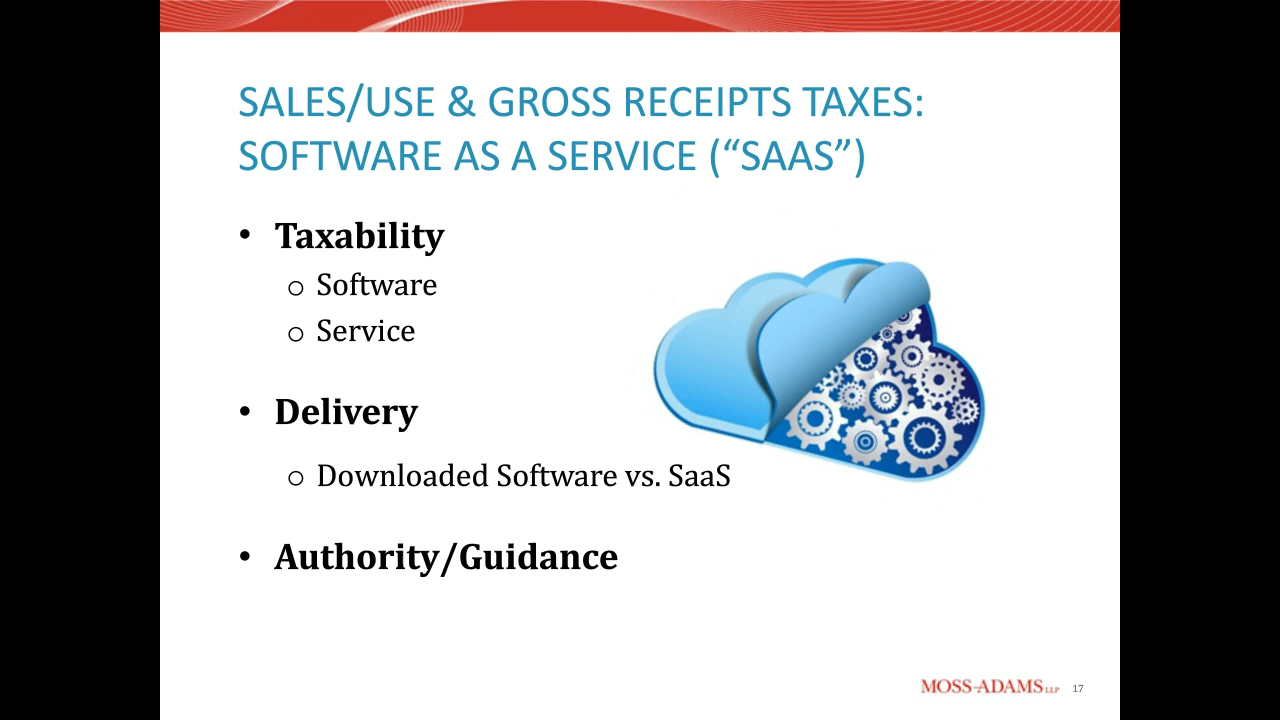 SALES/USE & GROSS RECEIPTS TAXES:
SOFTWARE AS A SERVICE (“SAAS”)
• Taxability
o Software
o Service
• Delivery
o Downloaded Software vs. SaaS
• Authority/Guidance
MOSS-ADAMS LLP 17